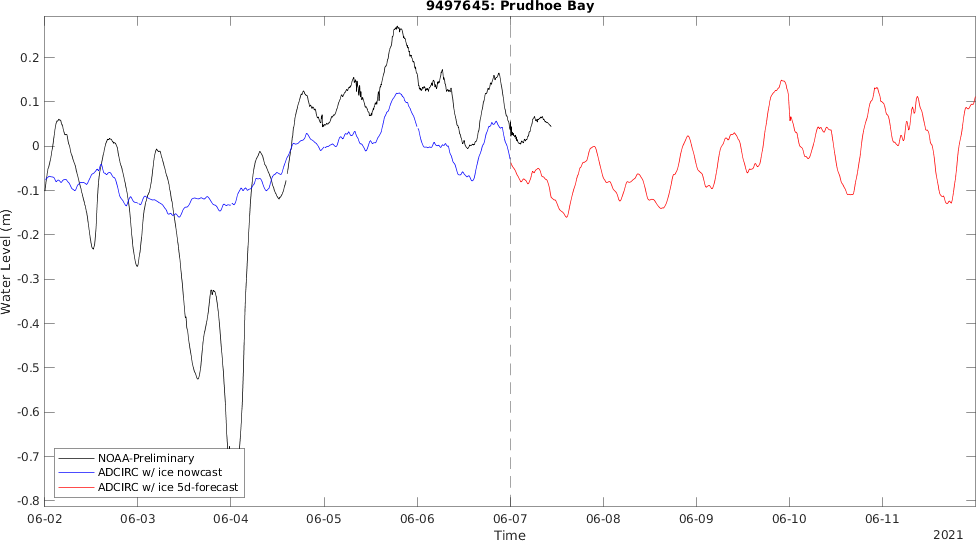 9497645: Prudhoe Bay
0.2
0.1
0
-0.1
-0.2
-0.3
-0.4
-0.5
-0.6
-0.7
-0.8
Water Level (m)
NOAA-Preliminary
ADCIRC w/ ice nowcast
ADCIRC w/ ice 5d-forecast
06-02 06-03 06-04 06-05 06-06 06-07 06-08 06-09 06-10 06-11
Time
2021